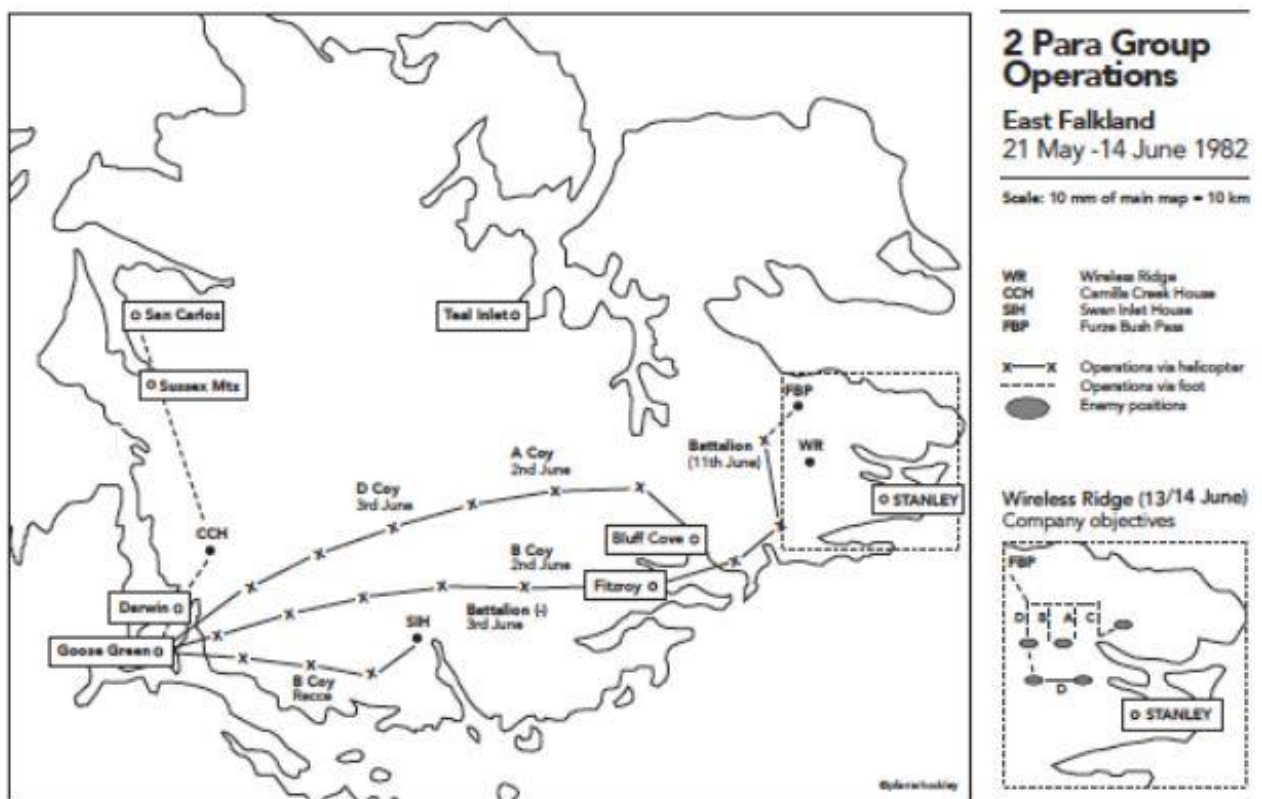 2 Para Group
Operations
East Falkland
21 May -14 June 1982
Scale: 10 mm of main map = 10 km
WR Wireless Ridge
CCH Camilla Creek House
SIH Swan Inlet House
FBP Furze Bush Pass
x x Operations via helicopter
Operations via foot
Enemy positions
San Carlos
Teal Inlet
Sussex Mts
FBP
Battalion
(11th June)
WR
A Coy
2nd June
D Coy
3rd June
STANLEY
CCH
Bluff Cove
B Coy
2nd June
Fitzroy
Darwin
Battalion (-)
3rd June
SIH
Goose Green
B Coy
Recce
Wireless Ridge (13/14 June)
Company objectives
FBP
D B A C
D
STANLEY